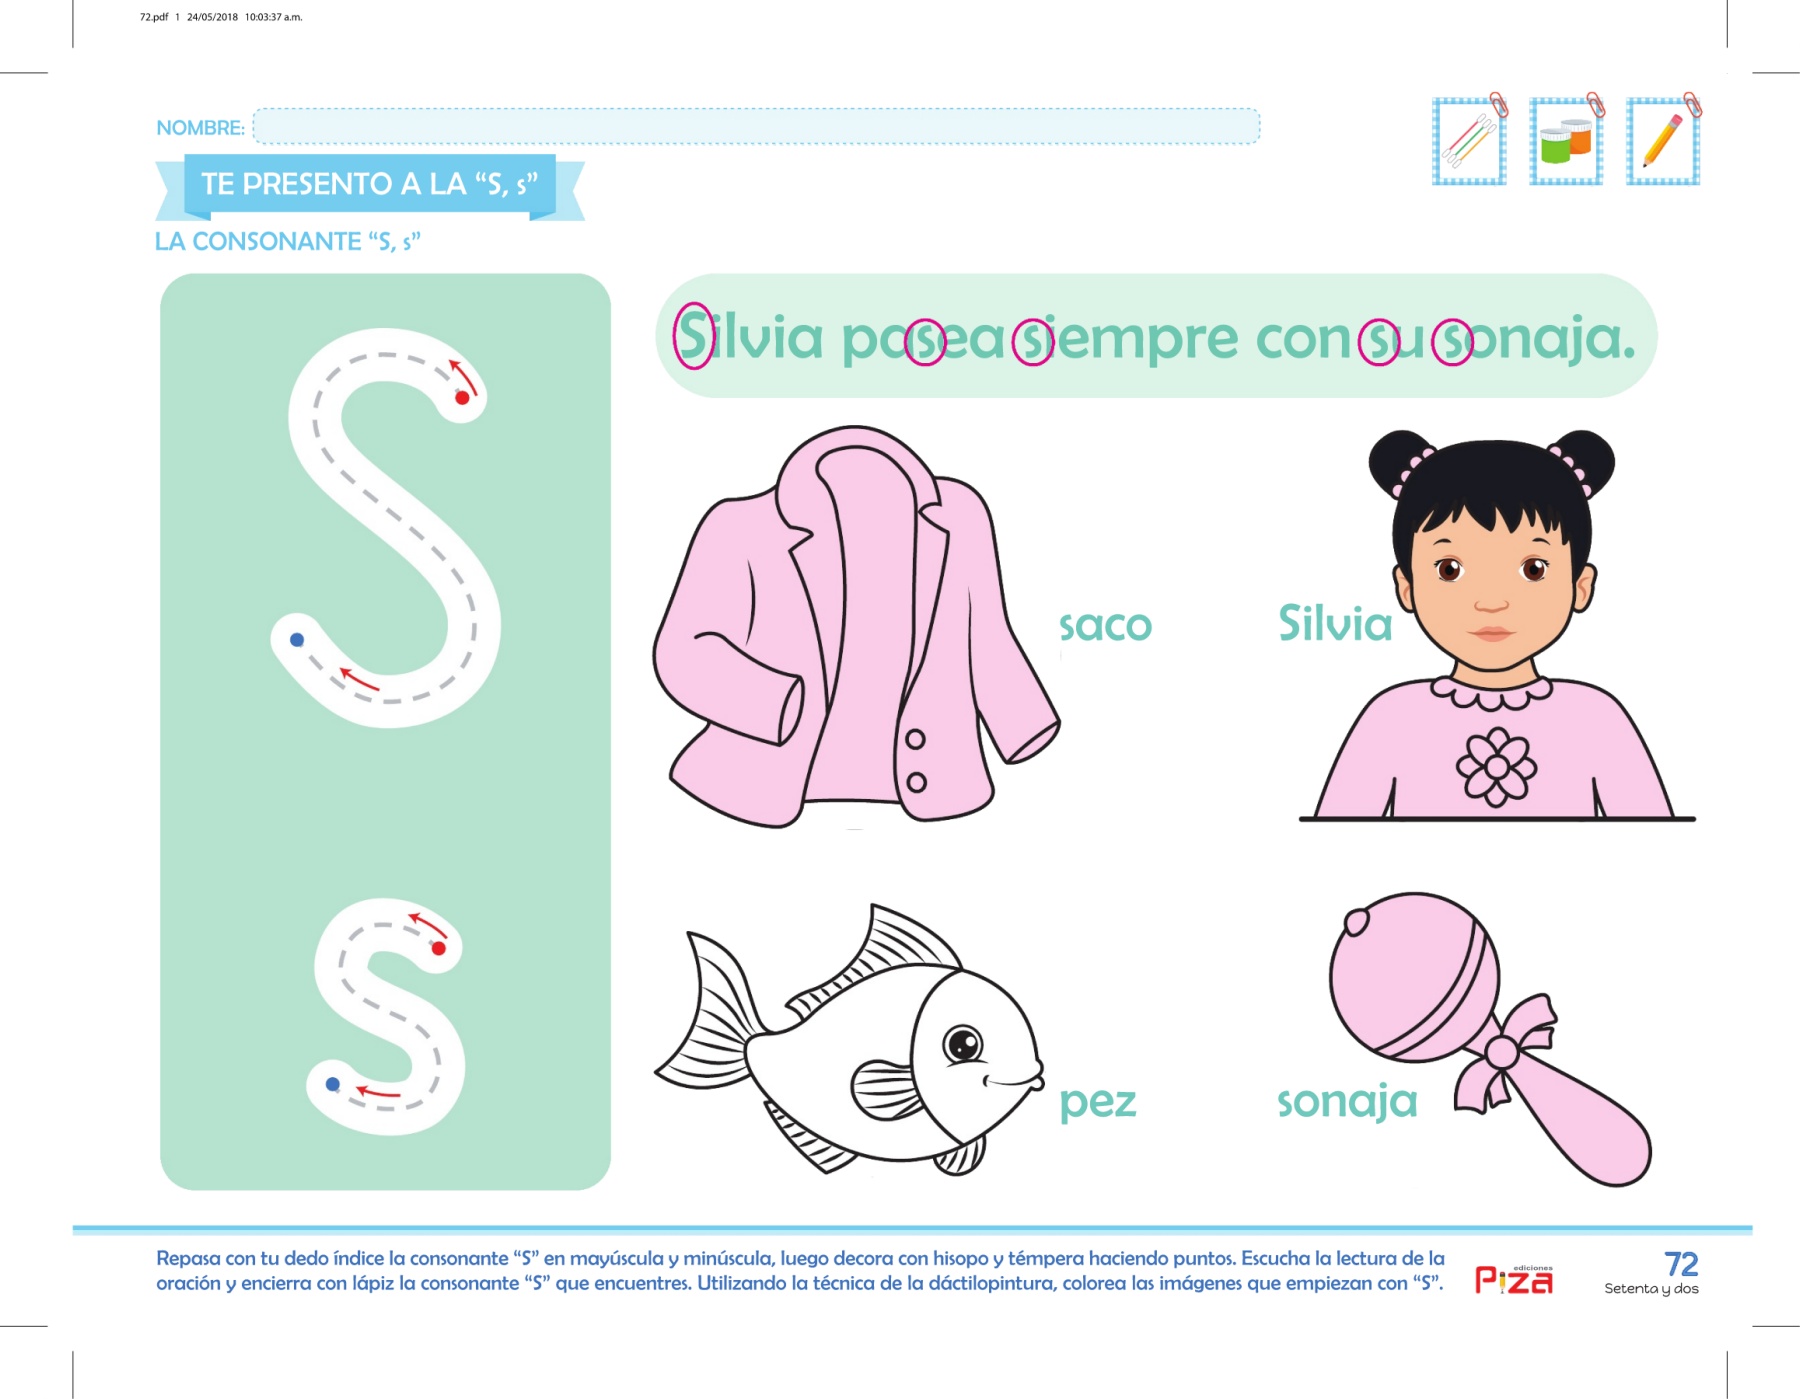 72.pdf 1 24/05/2018 10:03:37 a.m.
NOMBRE:
TE PRESENTO A LA “S, s”
LA CONSONANTE “S, s”
S
s
Silvia pasea siempre con su sonaja.
saco
Silvia
pez
sonaja
Repasa con tu dedo índice la consonante “S” en mayúscula y minúscula, luego decora con hisopo y témpera haciendo puntos. Escucha la lectura de la
oración y encierra con lápiz la consonante “S” que encuentres. Utilizando la técnica de la dáctilopintura, colorea las imágenes que empiezan con “S”.
ediciones
Piza
72
Setenta y dos